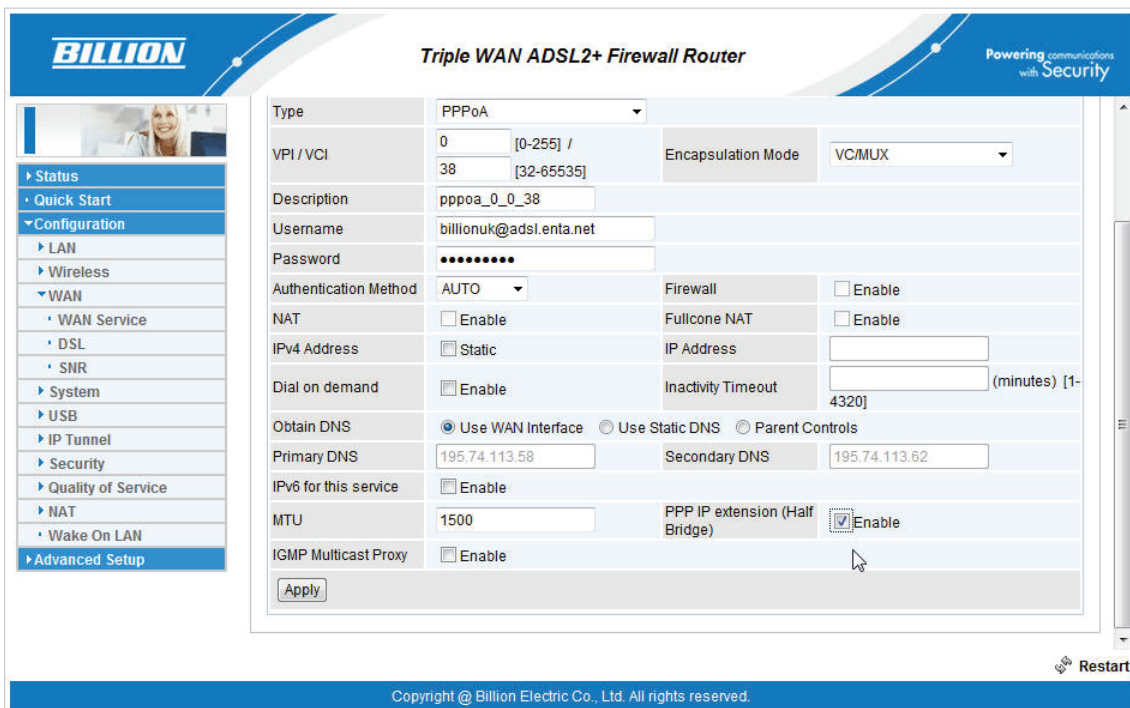 BILLION
Triple WAN ADSL2+ Firewall Router
Powering communications
with Security
Status
Quick Start
Configuration
LAN
Wireless
WAN
WAN Service
DSL
SNR
System
USB
IP Tunnel
Security
Quality of Service
NAT
Wake On LAN
Advanced Setup
Type PPPoA
VPI / VCI 0 [0-255] /
38 [32-65535] Encapsulation Mode VC/MUX
Description pppoa_0_0_38
Username billionuk@adsl.enta.net
Password •••••••••
Authentication Method AUTO Firewall Enable
NAT Enable Fullcone NAT Enable
IPv4 Address Static IP Address
Dial on demand Enable Inactivity Timeout (minutes) [1-
4320]
Obtain DNS Use WAN Interface Use Static DNS Parent Controls
Primary DNS 195.74.113.58 Secondary DNS 195.74.113.62
IPv6 for this service Enable
MTU 1500 PPP IP extension (Half
Bridge) Enable
IGMP Multicast Proxy Enable
Apply
Restart
Copyright @ Billion Electric Co., Ltd. All rights reserved.